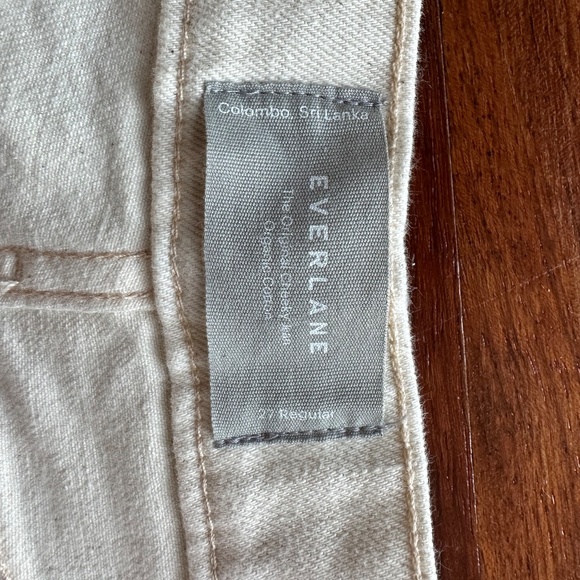 Colombo, Sri Lanka
EVERLANE
The Original Cheeky Jean
Organic Cotton
27 Regular